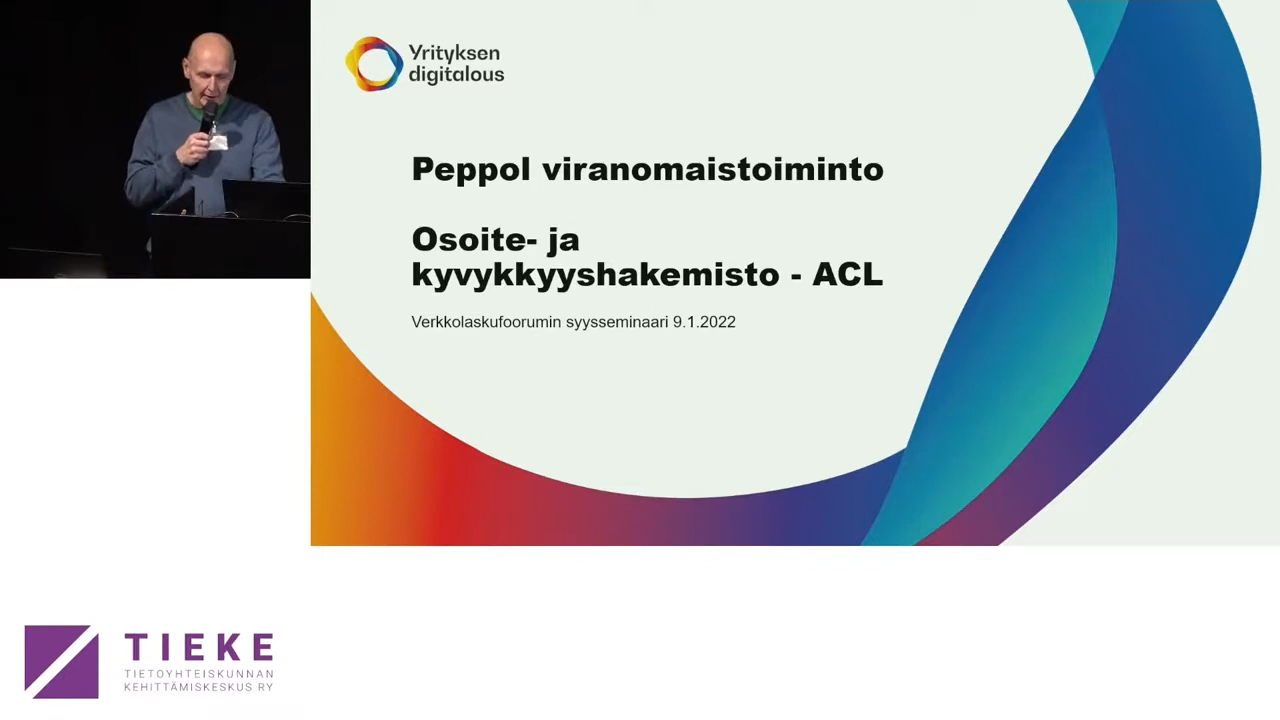 Yrityksen
digitalous
Peppol viranomaistoiminto
Osoite- ja
kyvykkyyshakemisto - ACL
Verkkolaskufoorumin syysseminaari 9.1.2022
TIEKE
TIETOYHTEISKUNNAN
KEHITTÄMISKESKUS RY